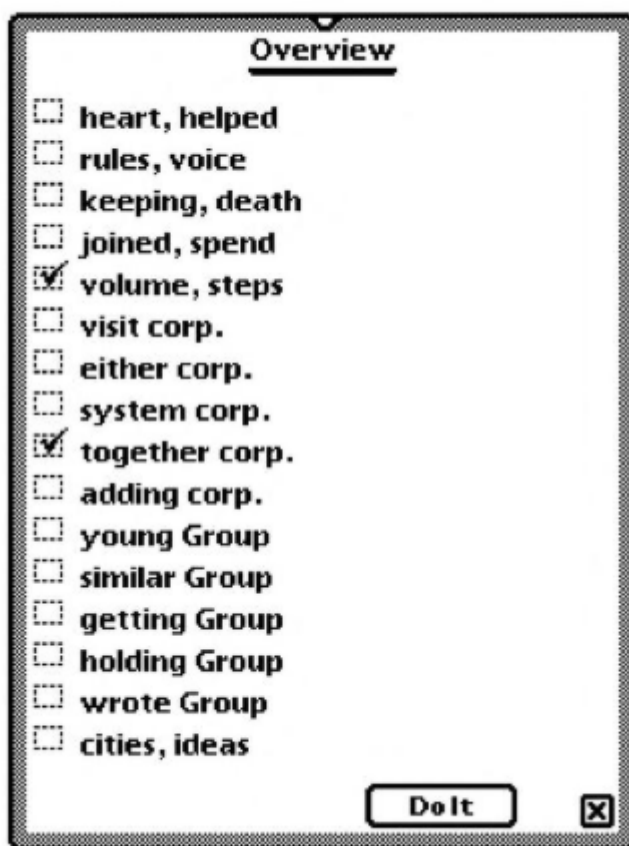 Overview
heart, helped
rules, voice
keeping, death
joined, spend
volume, steps
visit corp.
either corp.
system corp.
together corp.
adding corp.
young Group
similar Group
getting Group
holding Group
wrote Group
cities, ideas
Do It